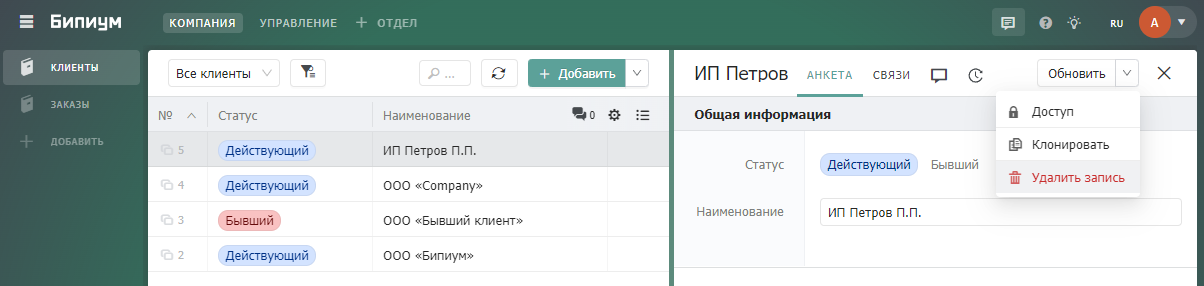 Бипиум КОМПАНИЯ УПРАВЛЕНИЕ + ОТДЕЛ ? RU A
КЛИЕНТЫ
ЗАКАЗЫ
+ ДОБАВИТЬ
Все клиенты ... + Добавить
№ Статус Наименование 0
5 Действующий ИП Петров П.П.
4 Действующий ООО «Company»
3 Бывший ООО «Бывший клиент»
2 Действующий ООО «Бипиум»
ИП Петров АНКЕТА СВЯЗИ Обновить
Доступ
Клонировать
Удалить запись
Общая информация
Статус Действующий Бывший
Наименование ИП Петров П.П.